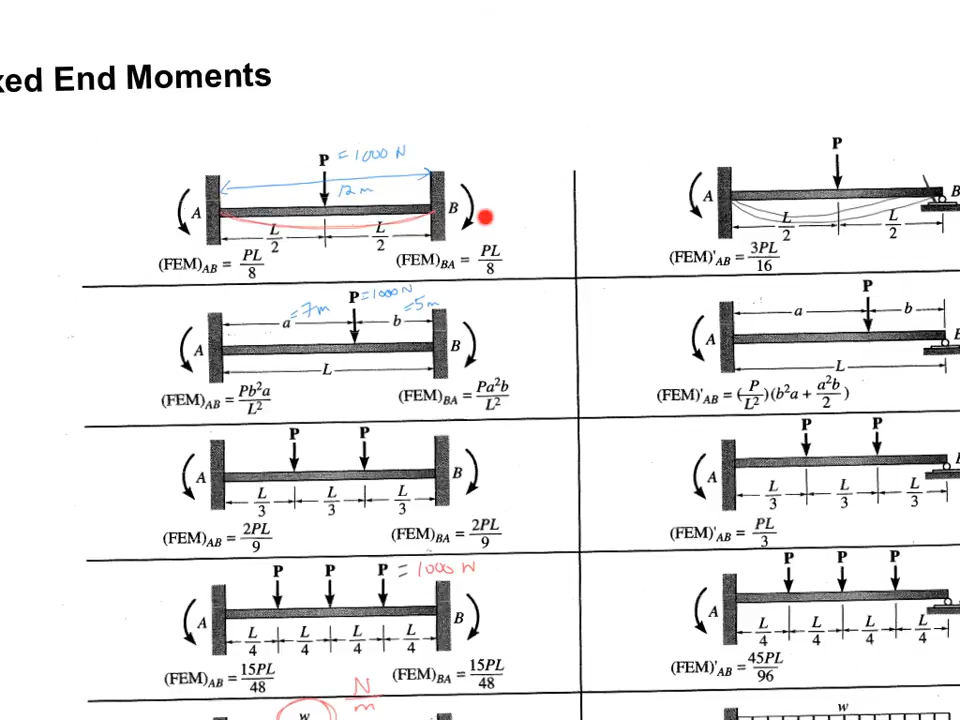 xed End Moments
P = 1000 N
12 m
A
B
L/2 L/2
(FEM)AB = PL/8 (FEM)BA = PL/8
P
A
B
L/2 L/2
(FEM)'AB = 3PL/16
P = 1000 N
a = 7m b = 5m
A
B
L
(FEM)AB = Pb²a/L² (FEM)BA = Pa²b/L²
P
a b
A
L
(FEM)'AB = (P/L²)(b²a + a²b/2)
P P
A
B
L/3 L/3 L/3
(FEM)AB = 2PL/9 (FEM)BA = 2PL/9
P P
A
L/3 L/3 L/3
(FEM)'AB = PL/3
P P P = 1000 N
A
B
L/4 L/4 L/4 L/4
(FEM)AB = 15PL/48 (FEM)BA = 15PL/48
P P P
A
L/4 L/4 L/4 L/4
(FEM)'AB = 45PL/96
w N/m
w